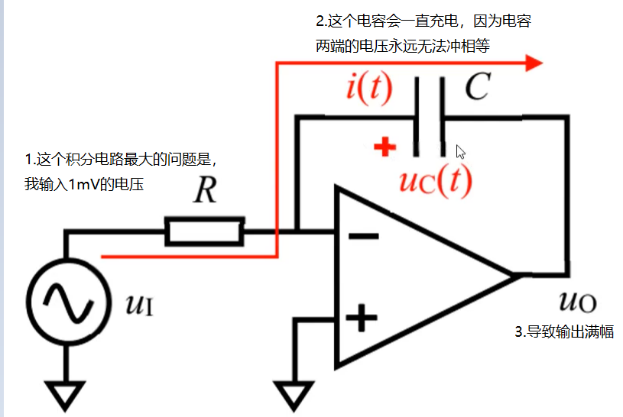 2.这个电容会一直充电，因为电容
两端的电压永远无法冲相等
i(t) C
1.这个积分电路最大的问题是，
我输入1mV的电压
+
uC(t)
R
−
uI
+
uO
3.导致输出满幅